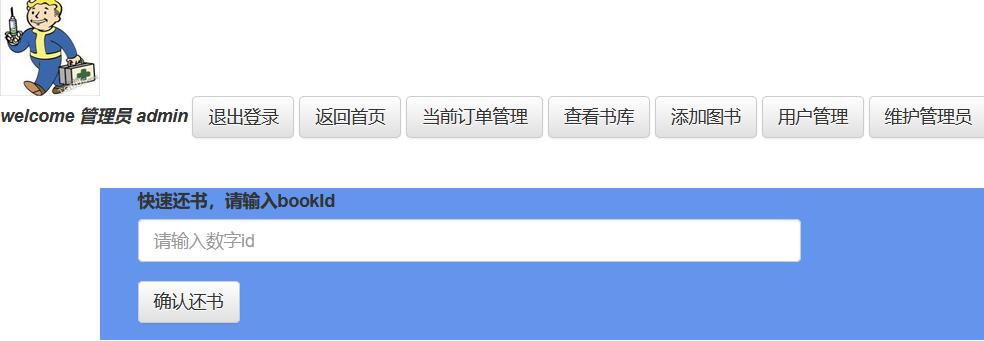 welcome 管理员 admin 退出登录 返回首页 当前订单管理 查看书库 添加图书 用户管理 维护管理员
快速还书，请输入bookId
请输入数字id
确认还书